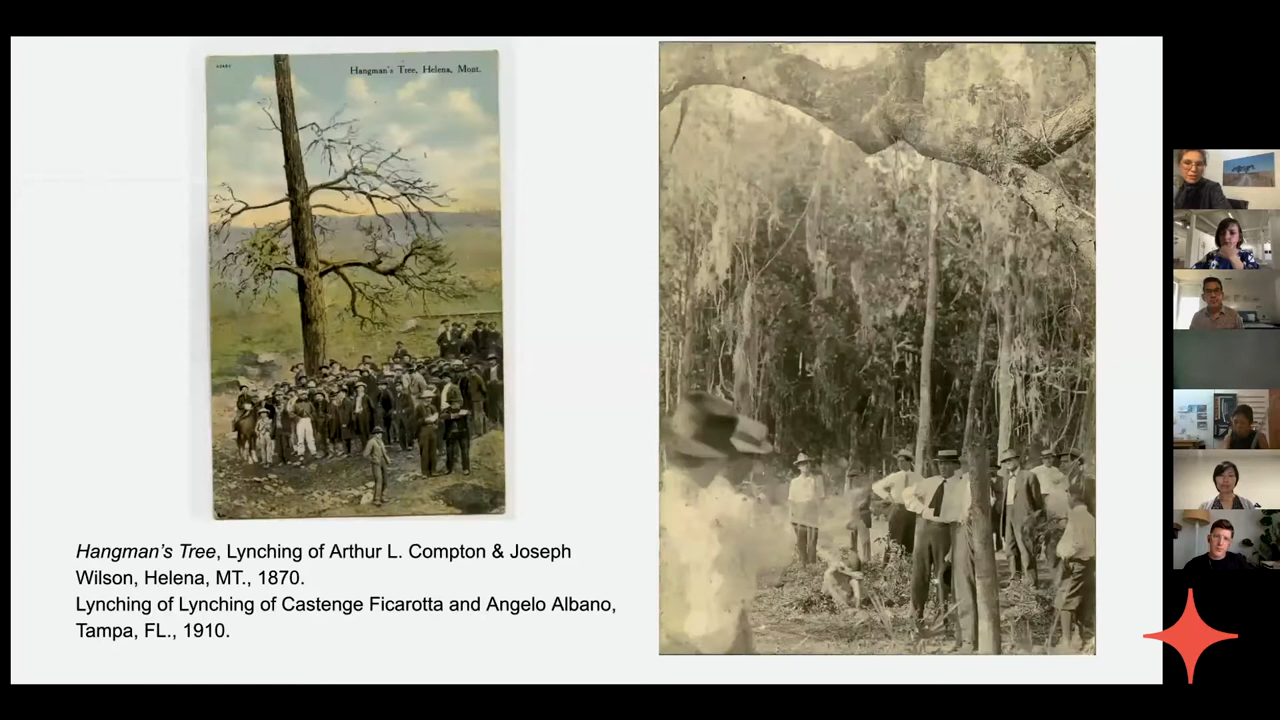 Hangman's Tree, Helena, Mont.
Hangman's Tree, Lynching of Arthur L. Compton & Joseph
Wilson, Helena, MT., 1870.
Lynching of Lynching of Castenge Ficarotta and Angelo Albano,
Tampa, FL., 1910.